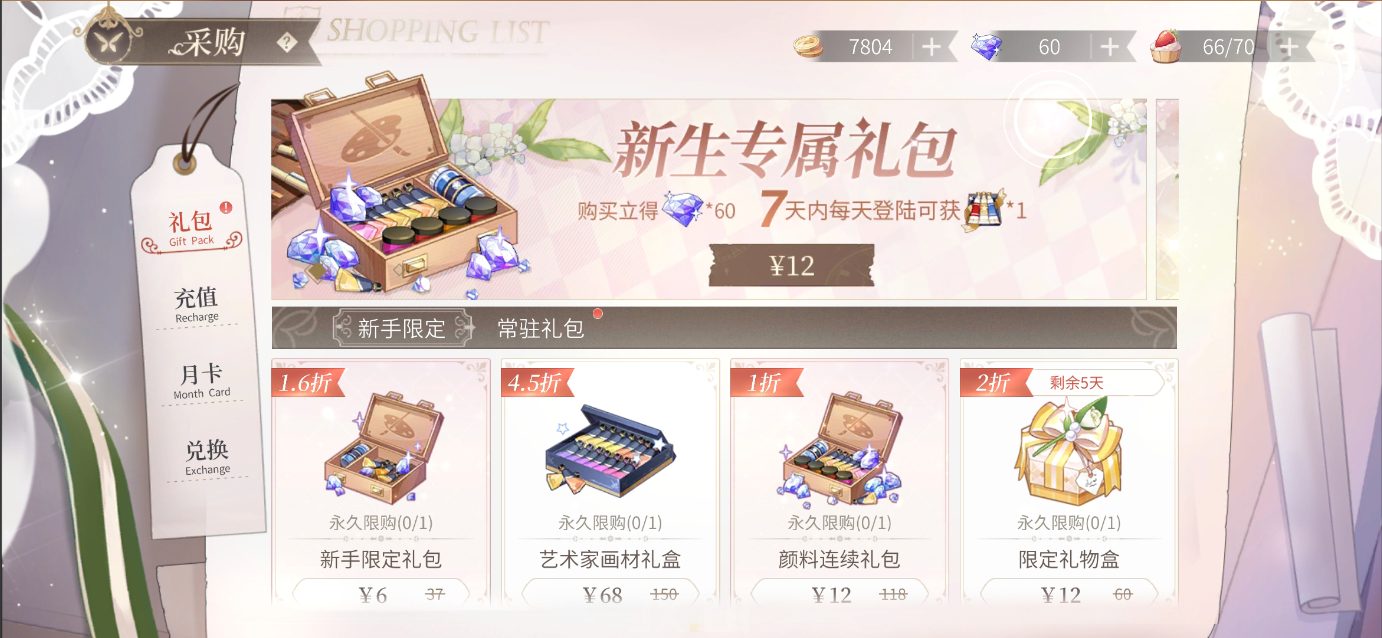 采购
?
SHOPPING LIST
7804
60
66/70
新生专属礼包
购买立得*60 7天内每天登陆可获*1
¥12
礼包
Gift Pack
充值
Recharge
月卡
Month Card
兑换
Exchange
新手限定 常驻礼包
1.6折
永久限购(0/1)
新手限定礼包
¥6 37
4.5折
永久限购(0/1)
艺术家画材礼盒
¥68 150
1折
永久限购(0/1)
颜料连续礼包
¥12 118
2折 剩余5天
永久限购(0/1)
限定礼物盒
¥12 60